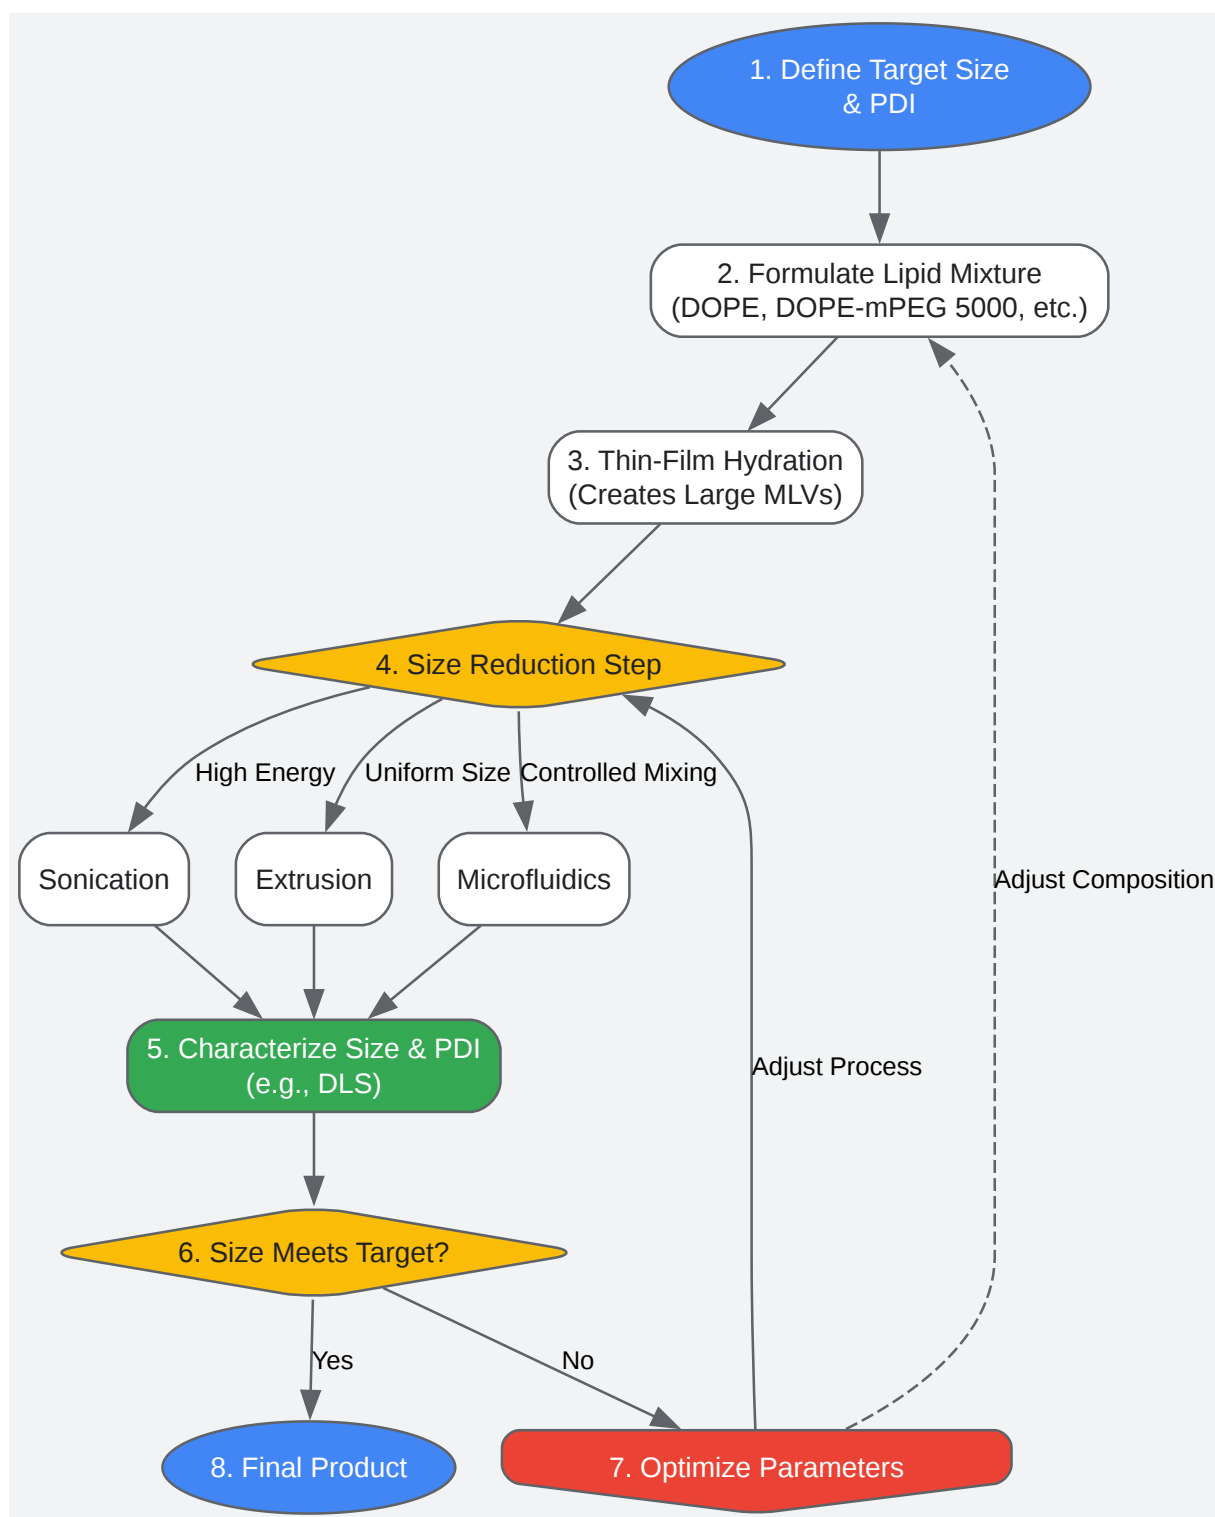 1. Define Target Size
& PDI
2. Formulate Lipid Mixture
(DOPE, DOPE-mPEG 5000, etc.)
3. Thin-Film Hydration
(Creates Large MLVs)
4. Size Reduction Step
High Energy
Uniform Size
Controlled Mixing
Sonication
Extrusion
Microfluidics
Adjust Composition
5. Characterize Size & PDI
(e.g., DLS)
Adjust Process
6. Size Meets Target?
Yes
No
8. Final Product
7. Optimize Parameters